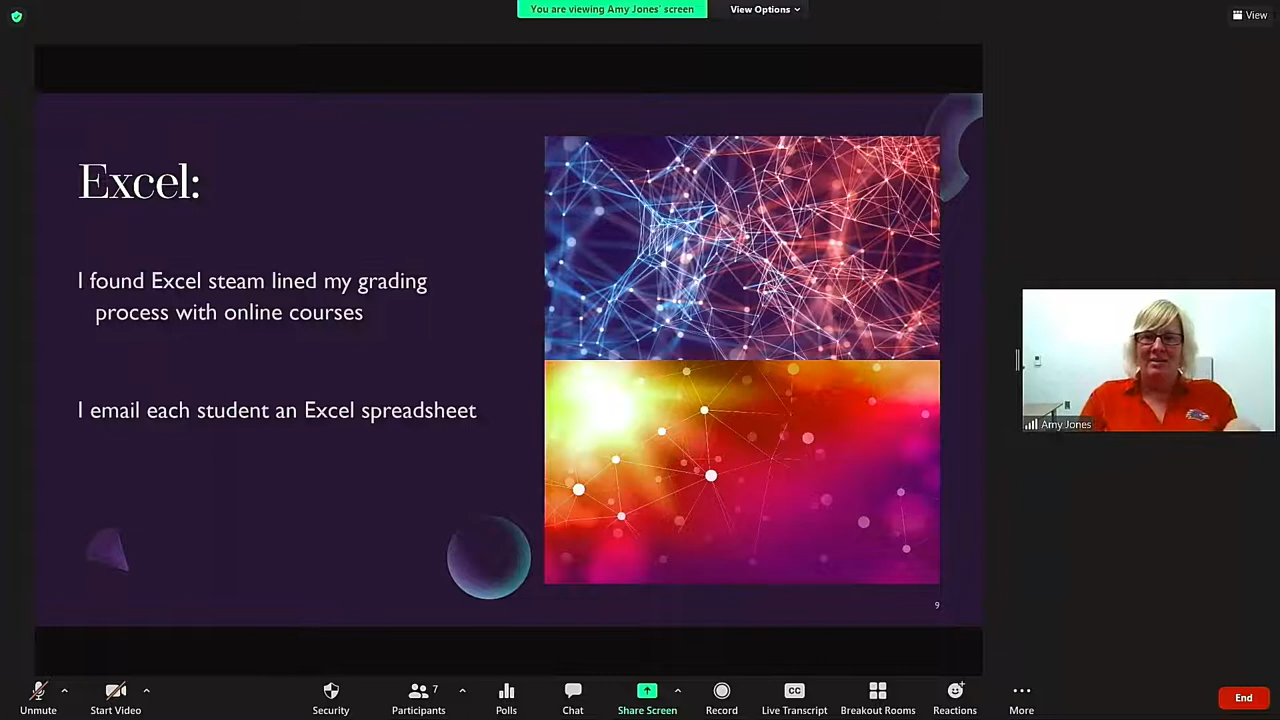 You are viewing Amy Jones' screen
View Options
View
Excel:
I found Excel steam lined my grading
process with online courses
I email each student an Excel spreadsheet
9
Amy Jones
Unmute
Start Video
Security
7
Participants
Polls
Chat
Share Screen
Record
CC
Live Transcript
Breakout Rooms
Reactions
More
End